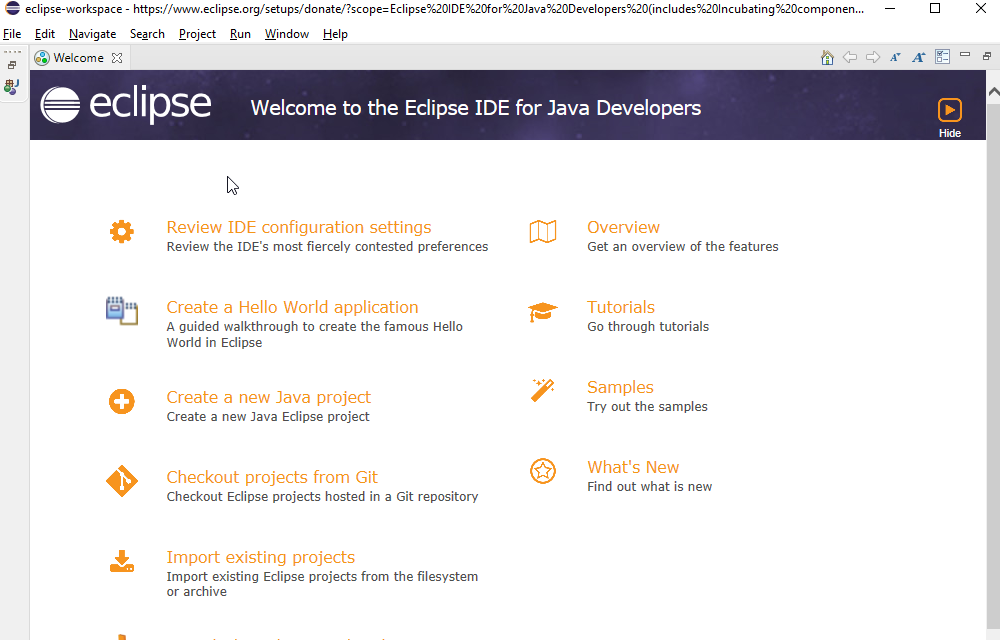 eclipse-workspace - https://www.eclipse.org/setups/donate/?scope=Eclipse%20IDE%20for%20Java%20Developers%20(includes%20Incubating%20componen...
File Edit Navigate Search Project Run Window Help
Welcome
eclipse Welcome to the Eclipse IDE for Java Developers
Hide
Review IDE configuration settings
Review the IDE's most fiercely contested preferences
Overview
Get an overview of the features
Create a Hello World application
A guided walkthrough to create the famous Hello
World in Eclipse
Tutorials
Go through tutorials
Create a new Java project
Create a new Java Eclipse project
Samples
Try out the samples
Checkout projects from Git
Checkout Eclipse projects hosted in a Git repository
What's New
Find out what is new
Import existing projects
Import existing Eclipse projects from the filesystem
or archive